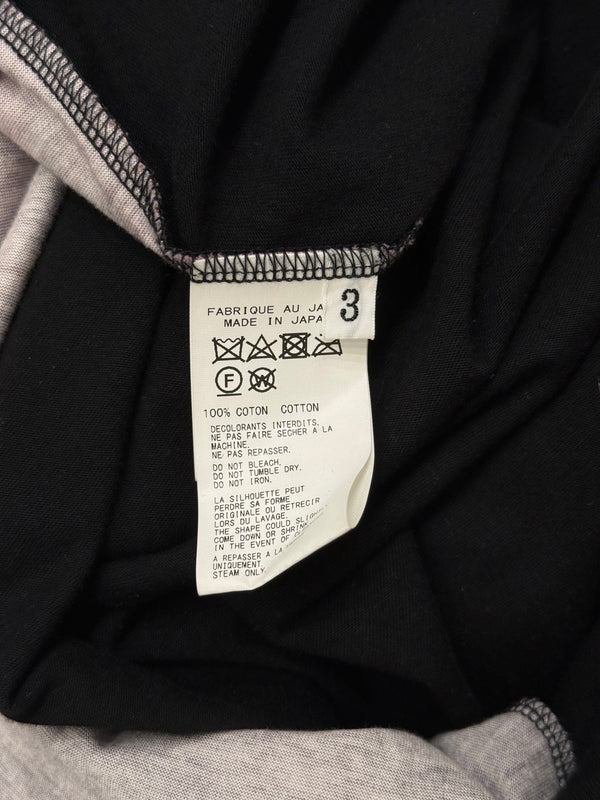 FABRIQUE AU
MADE IN
3
F W
100% COTON COTTON
DECOLORANTS INTERDITS.
NE PAS FAIRE SECHER A LA
MACHINE.
NE PAS REPASSER.
DO NOT BLEACH.
DO NOT TUMBLE DRY.
DO NOT IRON.
LA SILHOUETTE PEUT
PERDRE SA FORME
ORIGINALE OU RETRECIR
LORS DU LAVAGE.
THE SHAPE COULD
COME DOWN OR
IN THE EVENT OF
A REPASSER A LA
UNIQUEMENT.
STEAM ONLY